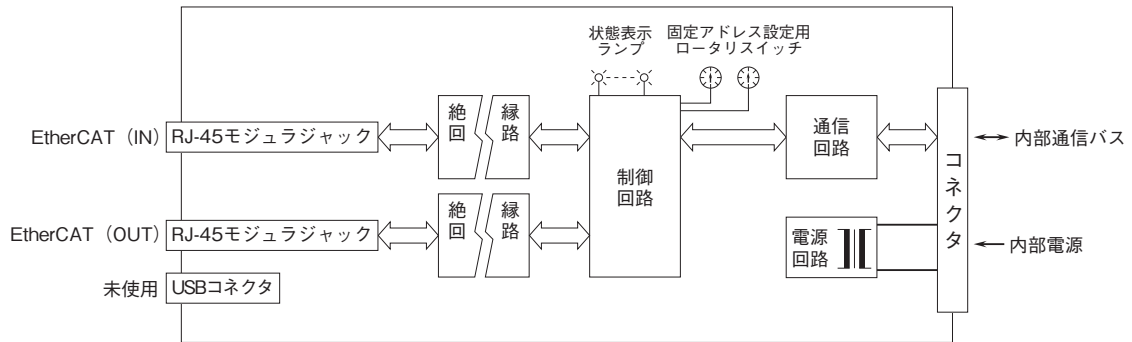 状態表示
ランプ
固定アドレス設定用
ロータリスイッチ
EtherCAT（IN）
RJ-45モジュラジャック
絶 縁
回 路
制御
回路
通信
回路
コネクタ
内部通信バス
EtherCAT（OUT）
RJ-45モジュラジャック
絶 縁
回 路
電源
回路
内部電源
未使用
USBコネクタ